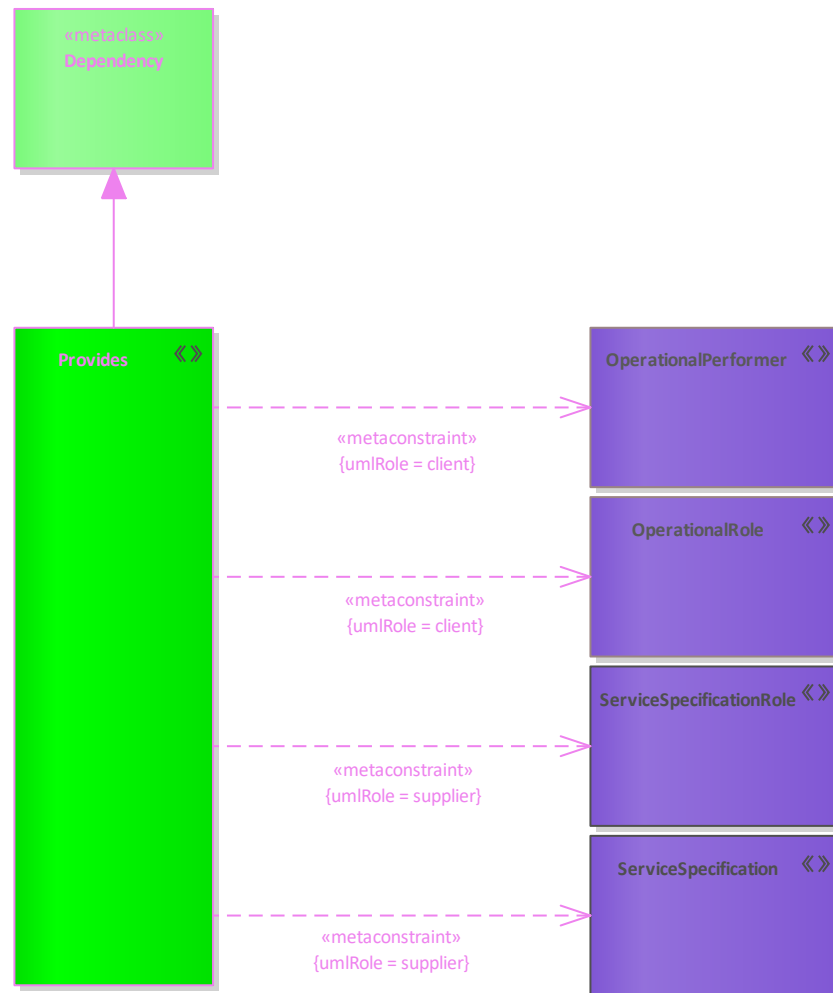 «metaclass»
Dependency
Provides
OperationalPerformer
«metaconstraint»
{umlRole = client}
OperationalRole
«metaconstraint»
{umlRole = client}
ServiceSpecificationRole
«metaconstraint»
{umlRole = supplier}
ServiceSpecification
«metaconstraint»
{umlRole = supplier}